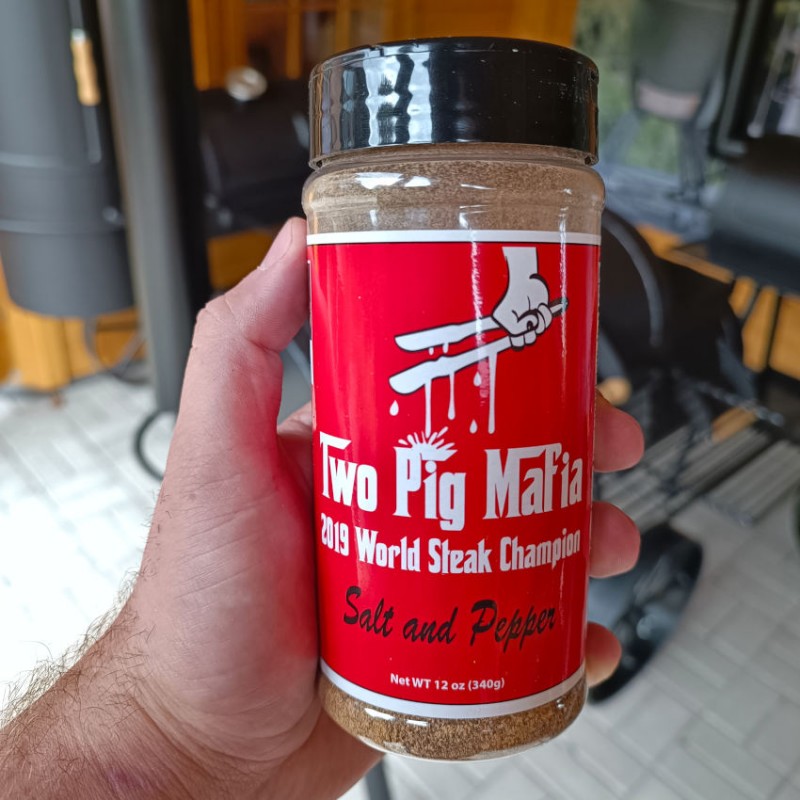 Two Pig Mafia
2019 World Steak Champion
Salt and Pepper
Net WT 12 oz (340g)